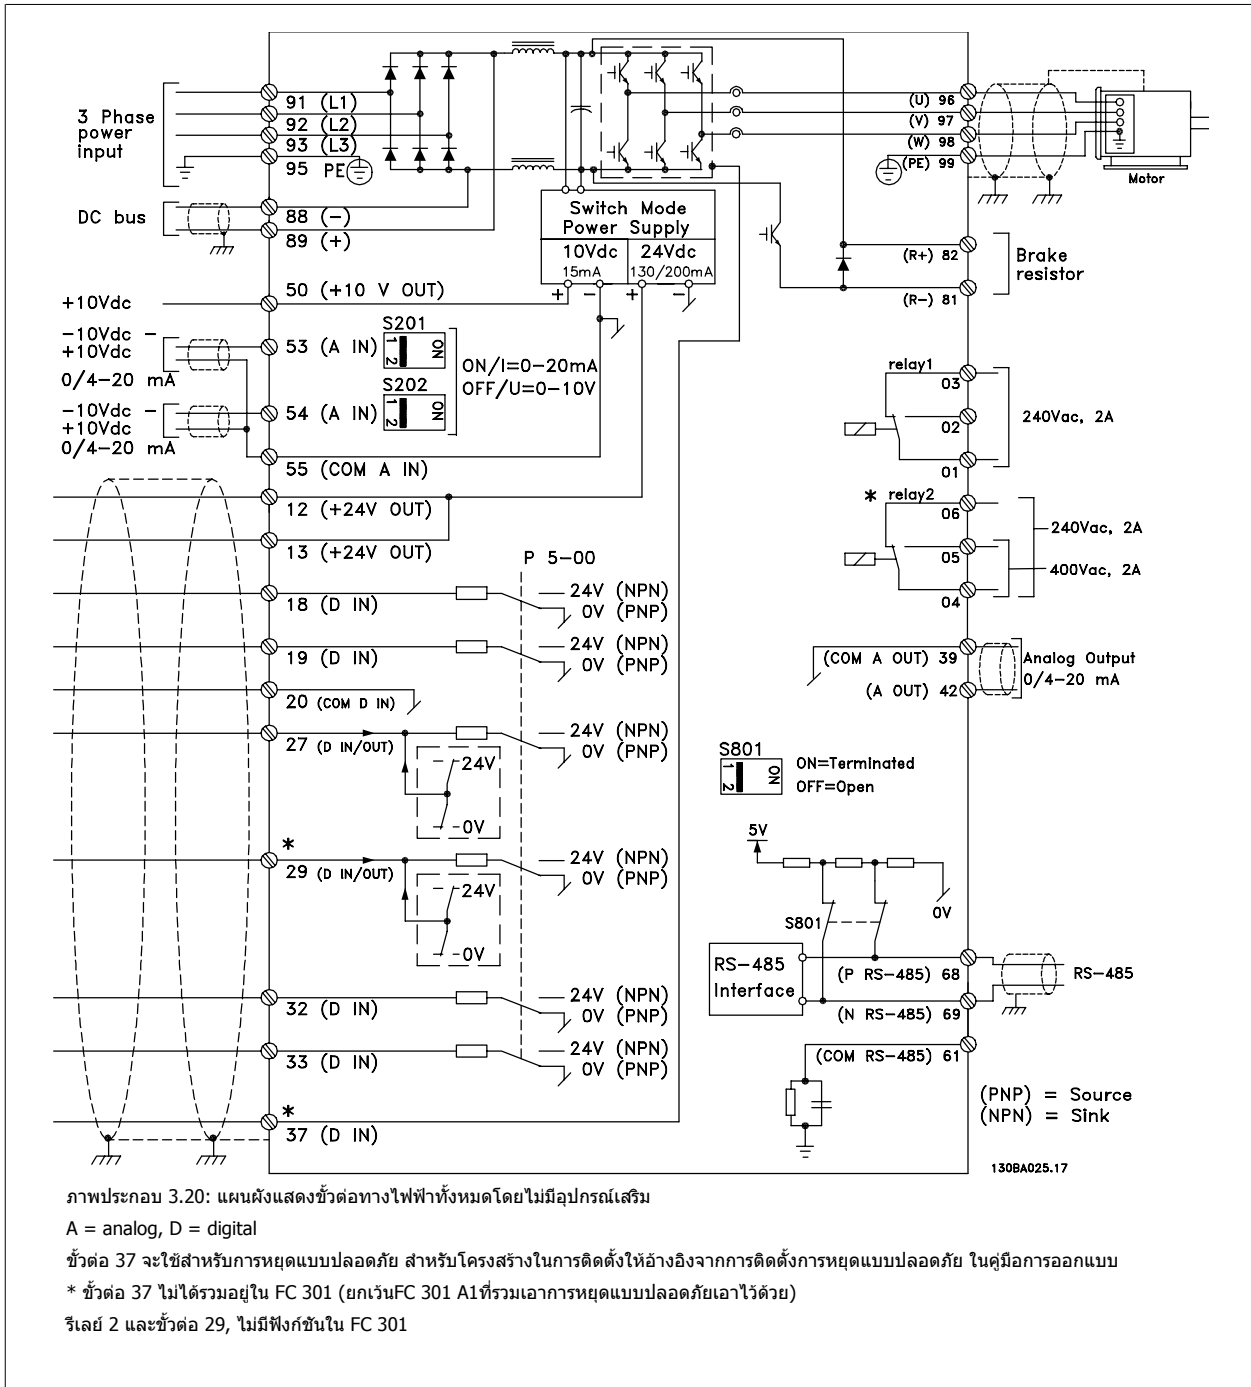 3 Phase
power
input
91 (L1)
92 (L2)
93 (L3)
95 PE
DC bus
88 (−)
89 (+)
Switch Mode
Power Supply
10Vdc
15mA
24Vdc
130/200mA
+ − + −
(U) 96
(V) 97
(W) 98
(PE) 99
Motor
(R+) 82
(R−) 81
Brake
resistor
+10Vdc
50 (+10 V OUT)
−10Vdc −
+10Vdc
0/4−20 mA
53 (A IN)
S201
1 2
ON
ON/I=0−20mA
OFF/U=0−10V
S202
1 2
ON
−10Vdc −
+10Vdc
0/4−20 mA
54 (A IN)
55 (COM A IN)
12 (+24V OUT)
13 (+24V OUT)
P 5−00
18 (D IN)
24V (NPN)
0V (PNP)
19 (D IN)
24V (NPN)
0V (PNP)
20 (COM D IN)
27 (D IN/OUT)
24V (NPN)
0V (PNP)
24V
0V
*
29 (D IN/OUT)
24V (NPN)
0V (PNP)
24V
0V
32 (D IN)
24V (NPN)
0V (PNP)
33 (D IN)
24V (NPN)
0V (PNP)
*
37 (D IN)
relay1
03
02
01
240Vac, 2A
* relay2
06
05
04
240Vac, 2A
400Vac, 2A
(COM A OUT) 39
(A OUT) 42
Analog Output
0/4−20 mA
S801
1 2
ON
ON=Terminated
OFF=Open
5V
S801
0V
RS−485
Interface
(P RS−485) 68
(N RS−485) 69
RS−485
(COM RS−485) 61
(PNP) = Source
(NPN) = Sink
130BA025.17
ภาพประกอบ 3.20: แผนผังแสดงขั้วต่อทางไฟฟ้าทั้งหมดโดยไม่มีอุปกรณ์เสริม
A = analog, D = digital
ขั้วต่อ 37 จะใช้สำหรับการหยุดแบบปลอดภัย สำหรับโครงสร้างในการติดตั้งให้อ้างอิงจากการติดตั้งการหยุดแบบปลอดภัย ในคู่มือการออกแบบ
* ขั้วต่อ 37 ไม่ได้รวมอยู่ใน FC 301 (ยกเว้นFC 301 A1ที่รวมเอาการหยุดแบบปลอดภัยเอาไว้ด้วย)
รีเลย์ 2 และขั้วต่อ 29, ไม่มีฟังก์ชันใน FC 301